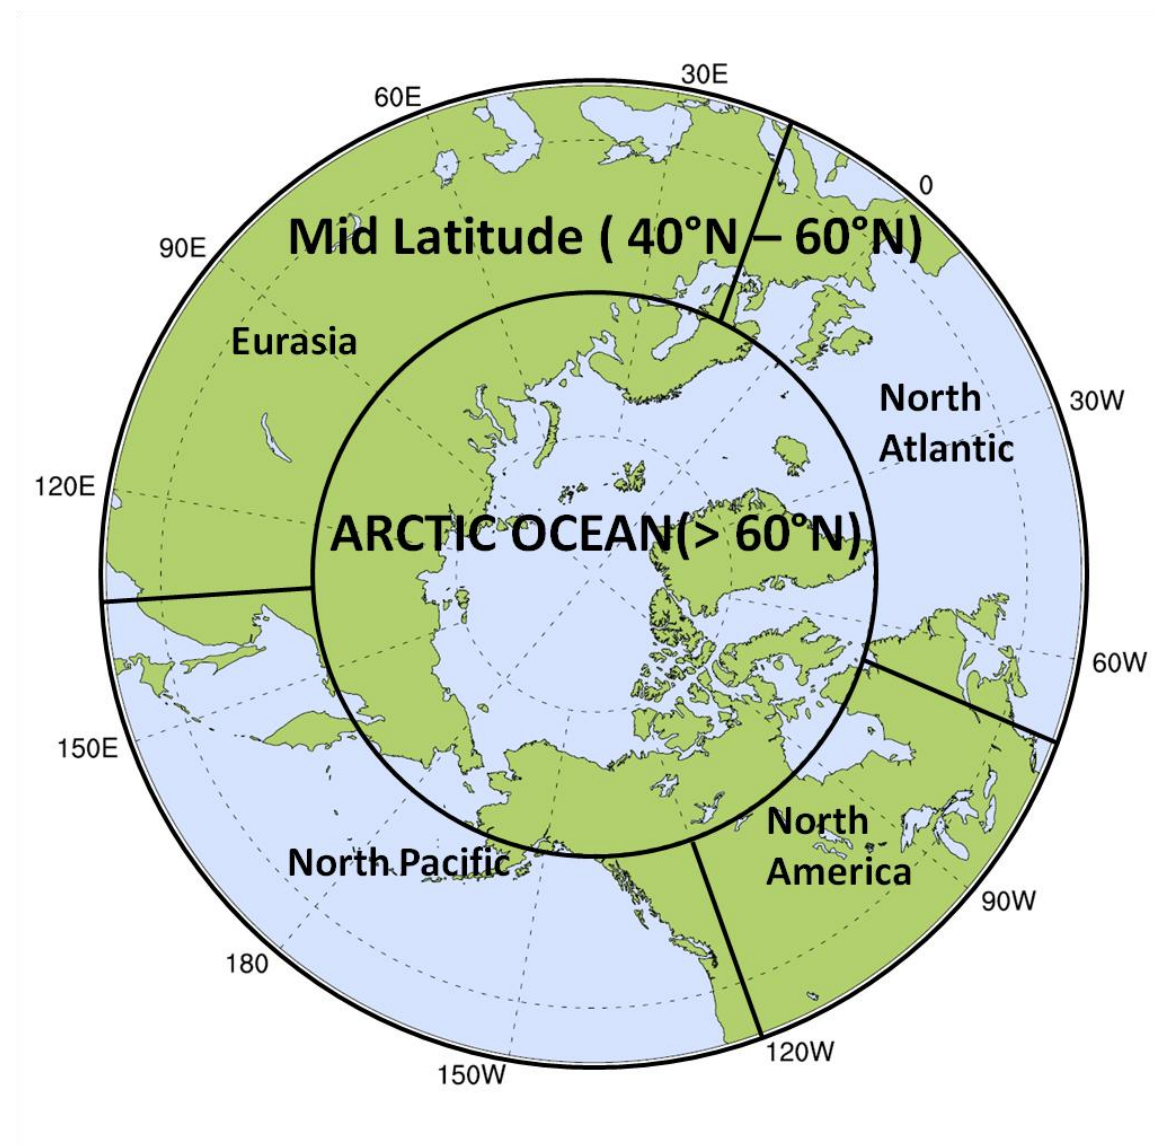 30E
60E
0
Mid Latitude ( 40°N – 60°N)
90E
Eurasia
North
Atlantic
30W
120E
ARCTIC OCEAN(> 60°N)
60W
150E
North
America
North Pacific
90W
180
120W
150W